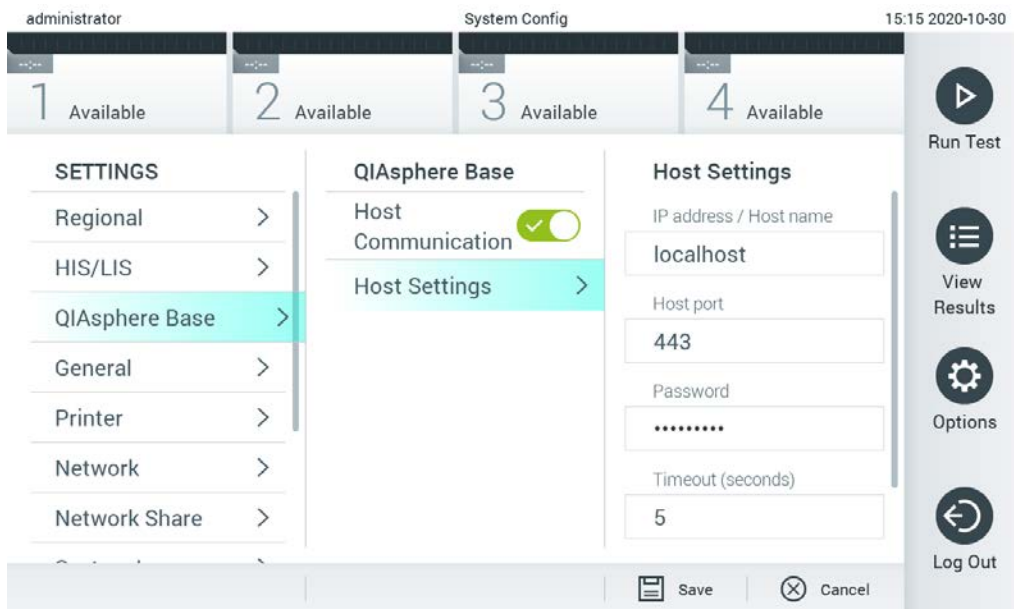 administrator
System Config
15:15 2020-10-30
--:--
--:--
--:--
--:--
1 Available
2 Available
3 Available
4 Available
Run Test
View
Results
Options
Log Out
SETTINGS
Regional
HIS/LIS
QIAsphere Base
General
Printer
Network
Network Share
QIAsphere Base
Host
Communication
Host Settings
Host Settings
IP address / Host name
localhost
Host port
443
Password
•••••••••
Timeout (seconds)
5
Save
Cancel